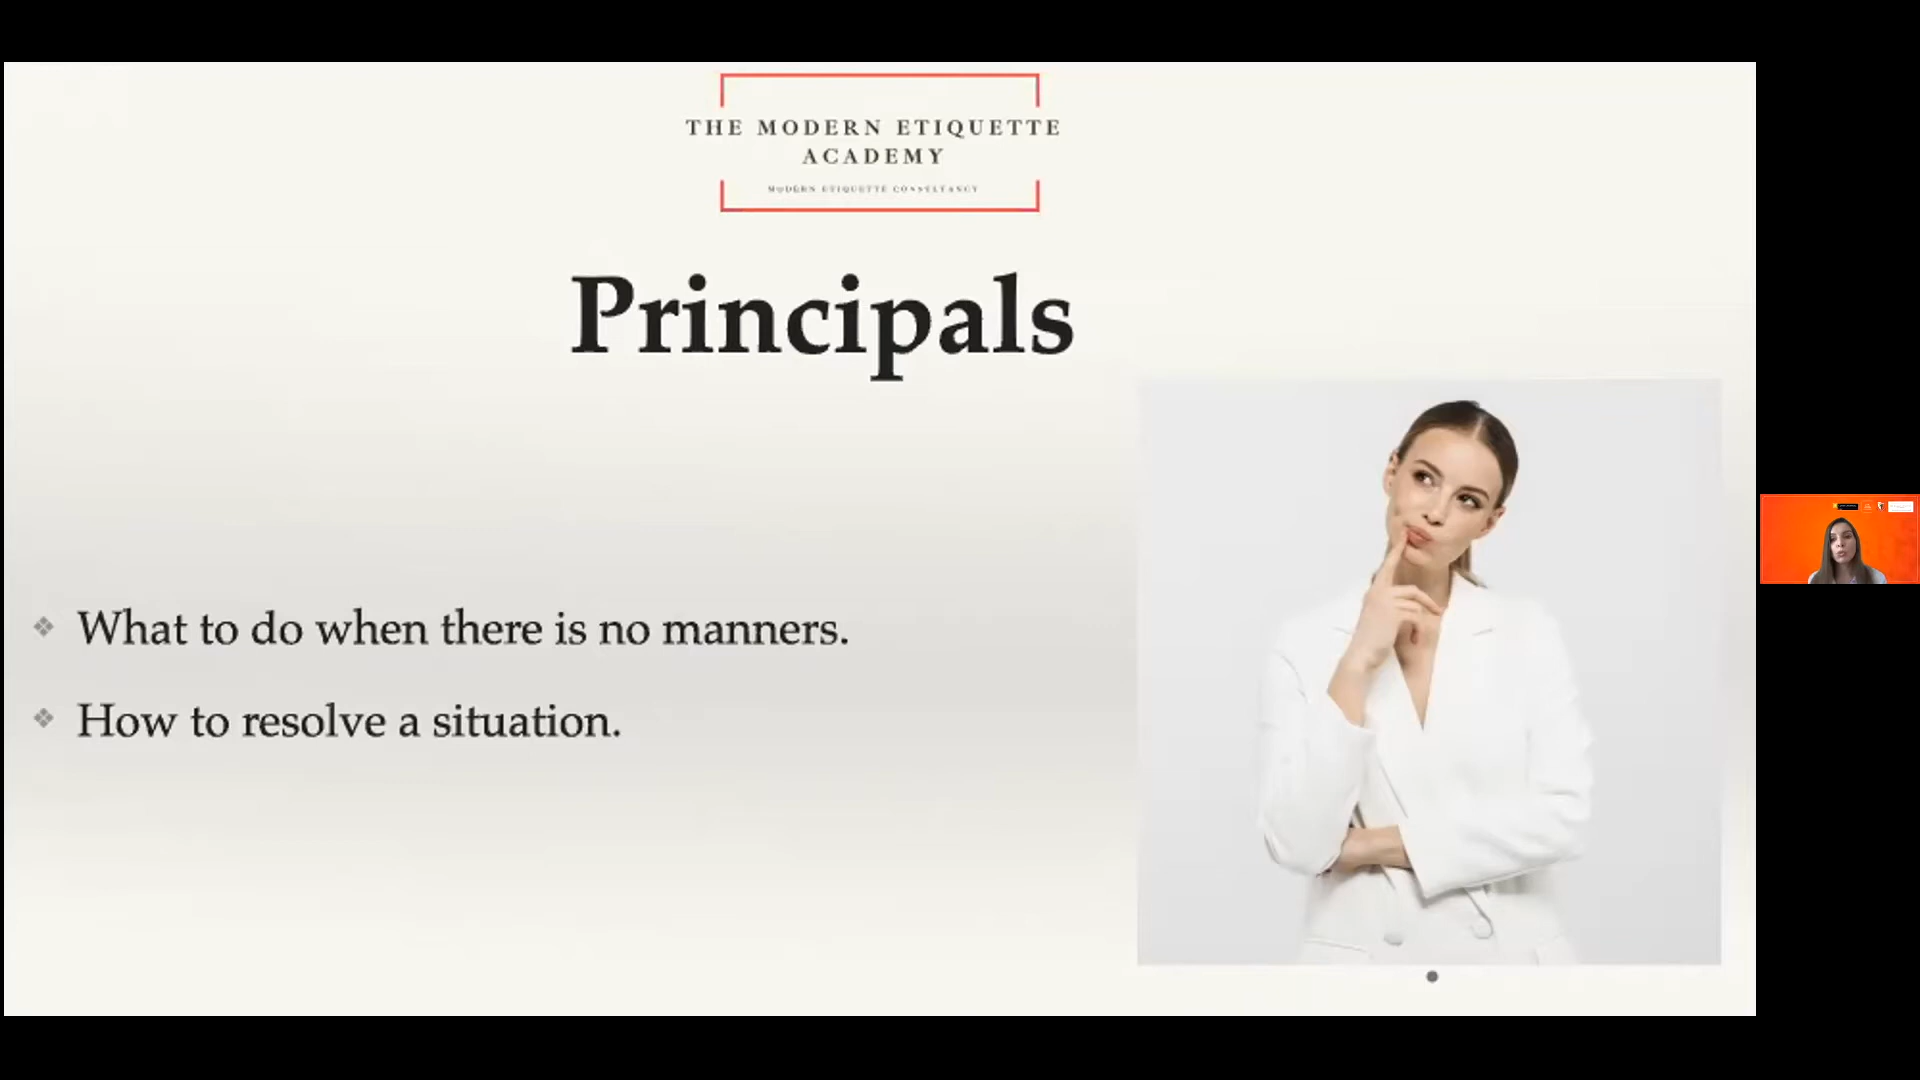 THE MODERN ETIQUETTE
ACADEMY
MODERN ETIQUETTE CONSULTANCY
Principals
What to do when there is no manners.
How to resolve a situation.